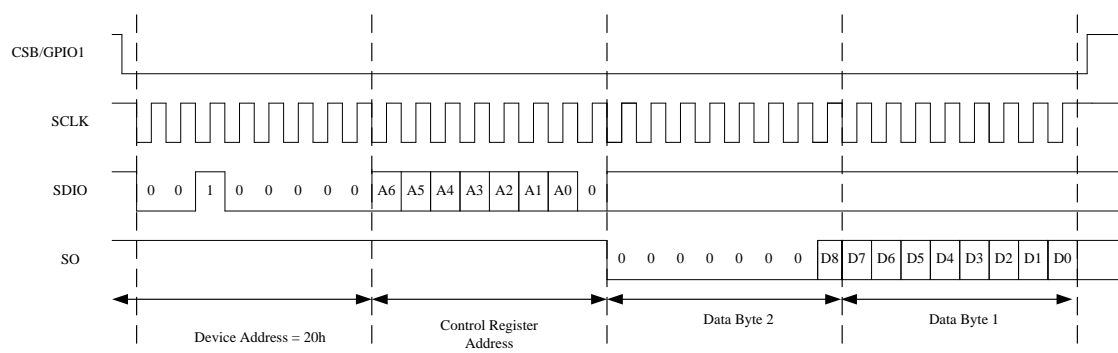 CSB/GPIO1
SCLK
SDIO 0 0 1 0 0 0 0 0 A6 A5 A4 A3 A2 A1 A0 0
SO 0 0 0 0 0 0 0 D8 D7 D6 D5 D4 D3 D2 D1 D0
Device Address = 20h
Control Register
Address
Data Byte 2
Data Byte 1